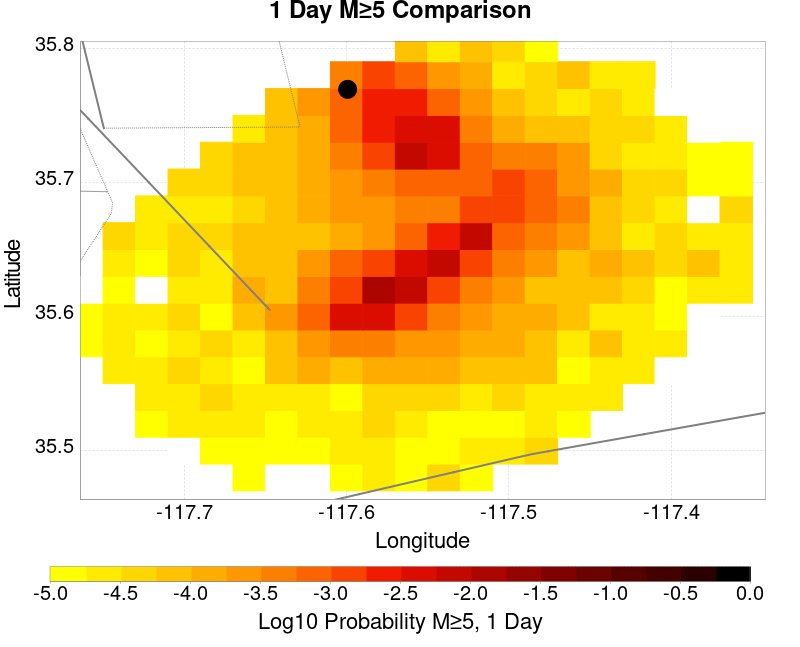 1 Day M≥5 Comparison
35.8
35.7
35.6
35.5
Latitude
-117.7 -117.6 -117.5 -117.4
Longitude
-5.0 -4.5 -4.0 -3.5 -3.0 -2.5 -2.0 -1.5 -1.0 -0.5 0.0
Log10 Probability M≥5, 1 Day